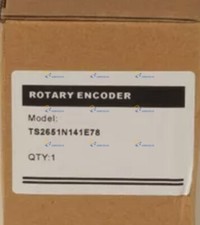 ROTARY ENCODER
Model:
TS2651N141E78
QTY:1